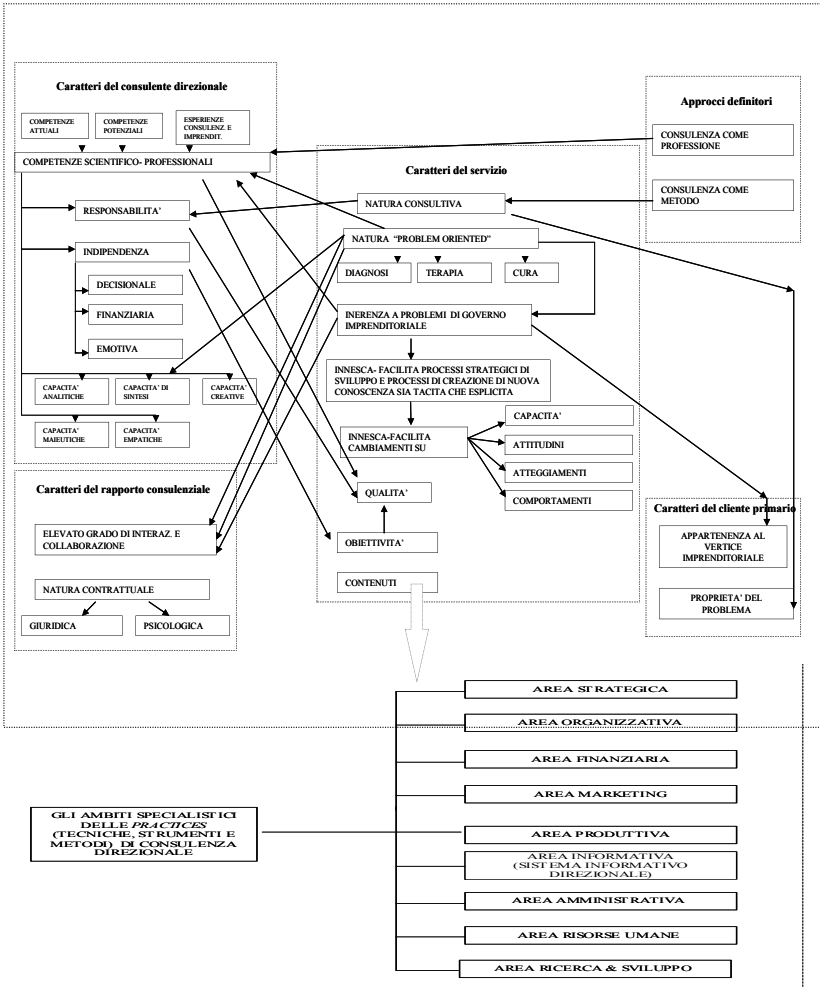 Caratteri del consulente direzionale
COMPETENZE
ATTUALI
COMPETENZE
POTENZIALI
ESPERIENZE
CONSULENZ. E
IMPRENDIT.
COMPETENZE SCIENTIFICO- PROFESSIONALI
RESPONSABILITA’
INDIPENDENZA
DECISIONALE
FINANZIARIA
EMOTIVA
CAPACITA’
ANALITICHE
CAPACITA’ DI
SINTESI
CAPACITA’
CREATIVE
CAPACITA’
MAIEUTICHE
CAPACITA’
EMPATICHE
Caratteri del rapporto consulenziale
ELEVATO GRADO DI INTERAZ. E
COLLABORAZIONE
NATURA CONTRATTUALE
GIURIDICA
PSICOLOGICA
Caratteri del servizio
NATURA CONSULTIVA
NATURA “PROBLEM ORIENTED”
DIAGNOSI
TERAPIA
CURA
INERENZA A PROBLEMI DI GOVERNO
IMPRENDITORIALE
INNESCA- FACILITA PROCESSI STRATEGICI DI
SVILUPPO E PROCESSI DI CREAZIONE DI NUOVA
CONOSCENZA SIA TACITA CHE ESPLICITA
INNESCA-FACILITA
CAMBIAMENTI SU
CAPACITA’
ATTITUDINI
ATTEGGIAMENTI
COMPORTAMENTI
QUALITA’
OBIETTIVITA’
CONTENUTI
Approcci definitori
CONSULENZA COME
PROFESSIONE
CONSULENZA COME
METODO
Caratteri del cliente primario
APPARTENENZA AL
VERTICE
IMPRENDITORIALE
PROPRIETA’ DEL
PROBLEMA
GLI AMBITI SPECIALISTICI
DELLE PRACTICES
(TECNICHE, STRUMENTI E
METODI) DI CONSULENZA
DIREZIONALE
AREA STRATEGICA
AREA ORGANIZZATIVA
AREA FINANZIARIA
AREA MARKETING
AREA PRODUTTIVA
AREA INFORMATIVA
(SISTEMA INFORMATIVO
DIREZIONALE)
AREA AMMINISTRATIVA
AREA RISORSE UMANE
AREA RICERCA & SVILUPPO